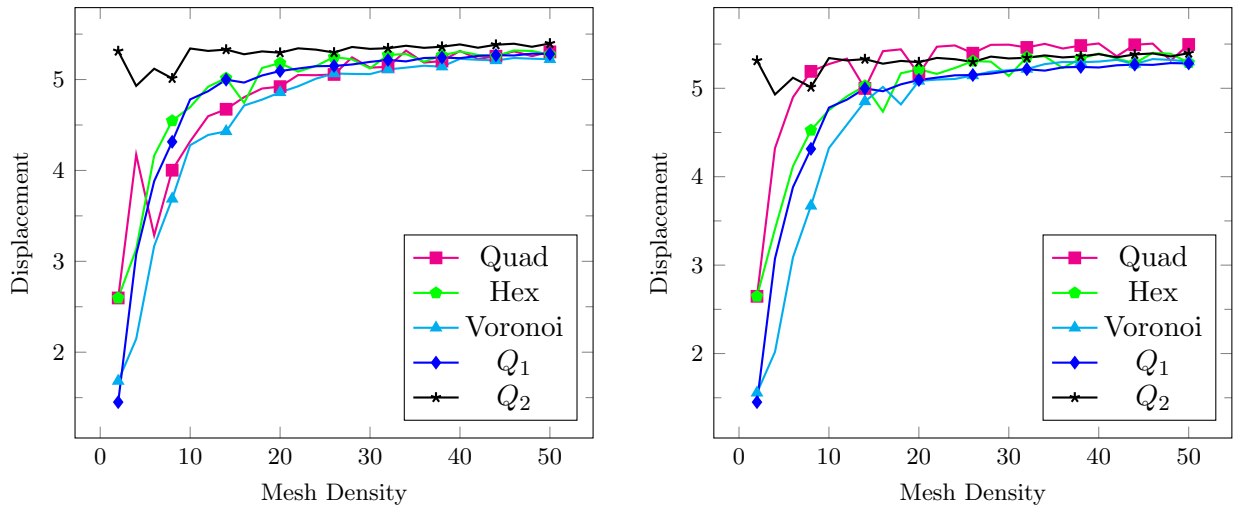 5
4
3
2
Displacement
0
10
20
30
40
50
Mesh Density
Quad
Hex
Voronoi
Q₁
Q₂
5
4
3
2
Displacement
0
10
20
30
40
50
Mesh Density
Quad
Hex
Voronoi
Q₁
Q₂